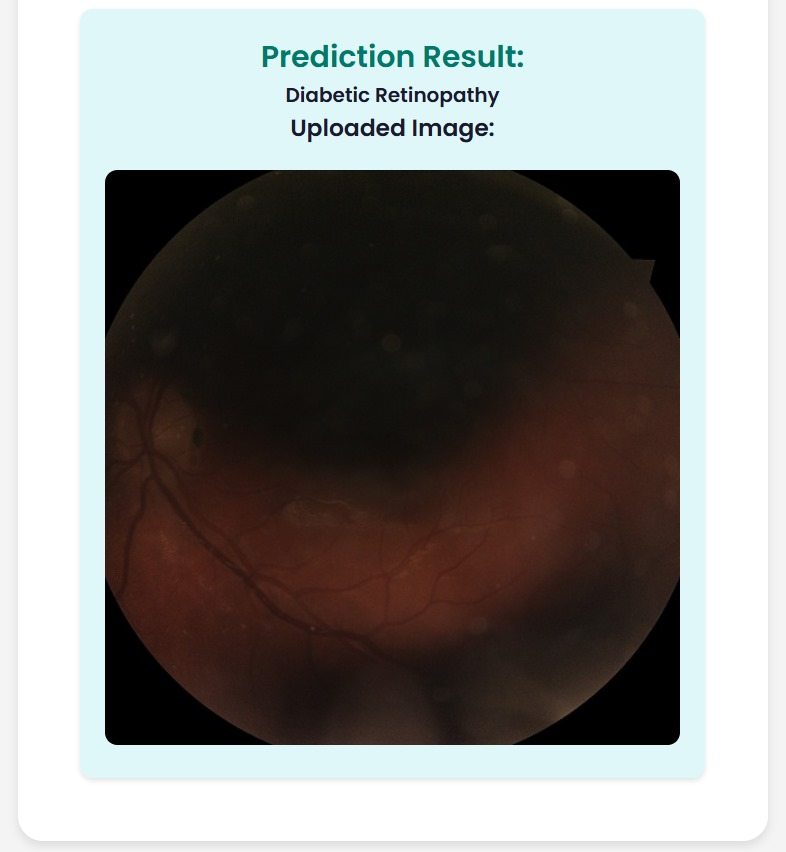 Prediction Result:
Diabetic Retinopathy
Uploaded Image: